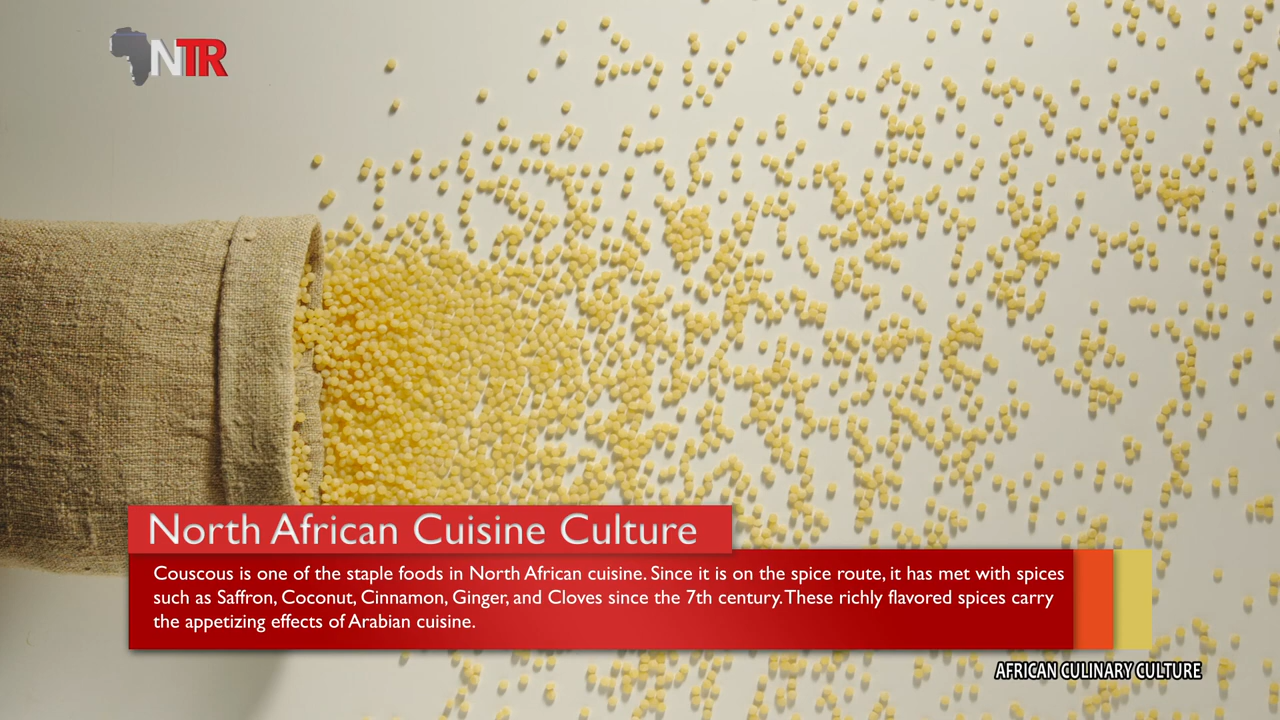 NTR
North African Cuisine Culture
Couscous is one of the staple foods in North African cuisine. Since it is on the spice route, it has met with spices
such as Saffron, Coconut, Cinnamon, Ginger, and Cloves since the 7th century. These richly flavored spices carry
the appetizing effects of Arabian cuisine.
AFRICAN CULINARY CULTURE